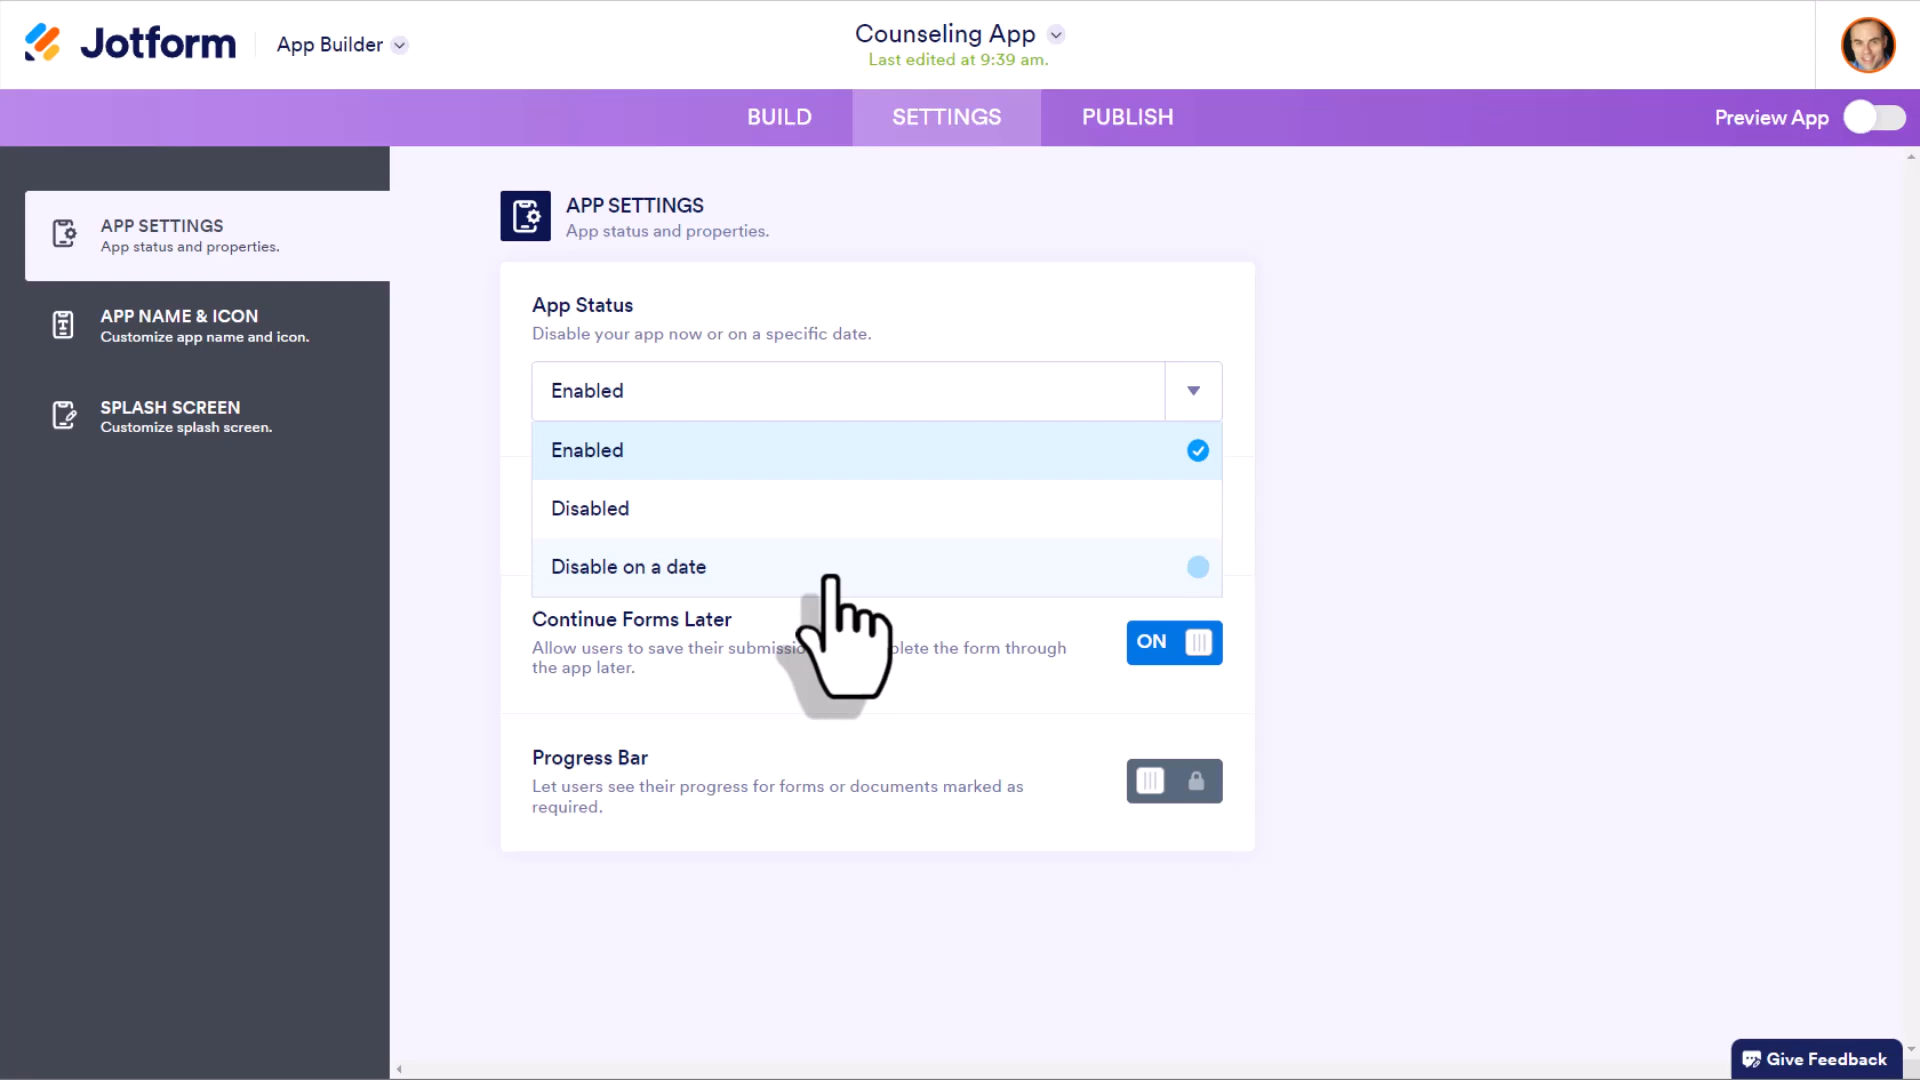 Jotform
App Builder
Counseling App
Last edited at 9:39 am.
BUILD
SETTINGS
PUBLISH
Preview App
APP SETTINGS
App status and properties.
APP NAME & ICON
Customize app name and icon.
SPLASH SCREEN
Customize splash screen.
APP SETTINGS
App status and properties.
App Status
Disable your app now or on a specific date.
Enabled
Enabled
Disabled
Disable on a date
Continue Forms Later
Allow users to save their the form through
the app later.
ON
Progress Bar
Let users see their progress for forms or documents marked as
required.
Give Feedback